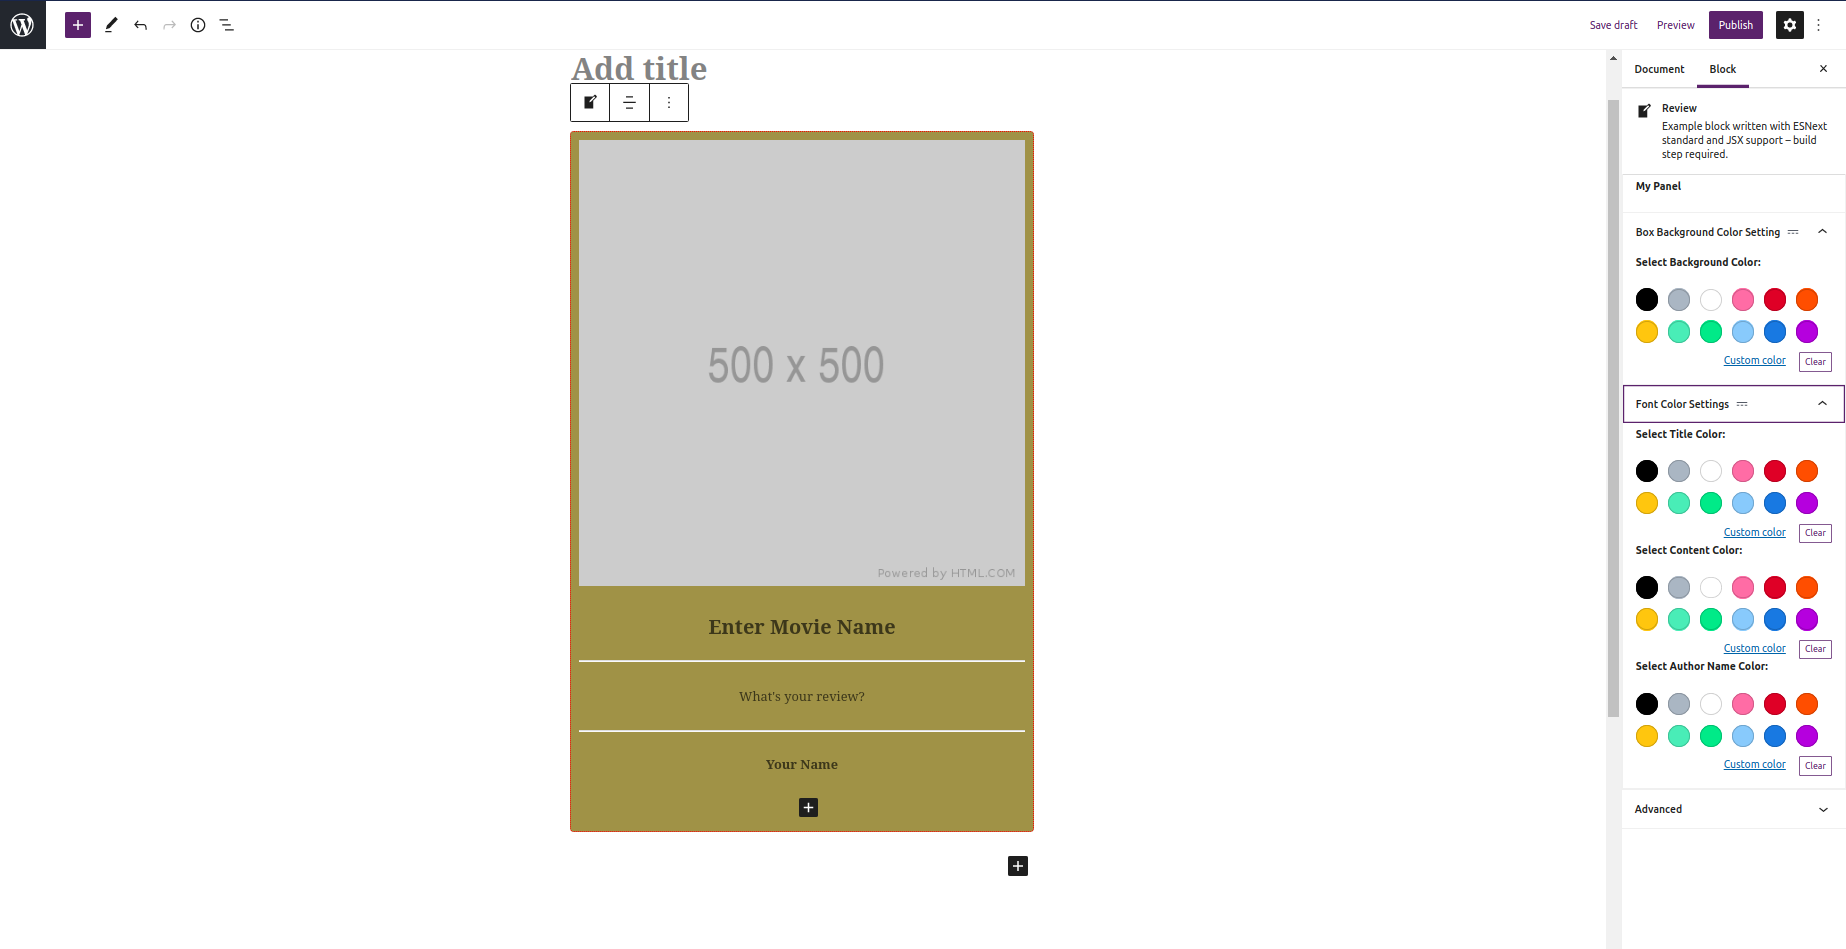 Save draft
Preview
Publish
Add title
500 x 500
Powered by HTML.COM
Enter Movie Name
What's your review?
Your Name
Document
Block
Review
Example block written with ESNext
standard and JSX support – build
step required.
My Panel
Box Background Color Setting
Select Background Color:
Custom color
Clear
Font Color Settings
Select Title Color:
Custom color
Clear
Select Content Color:
Custom color
Clear
Select Author Name Color:
Custom color
Clear
Advanced